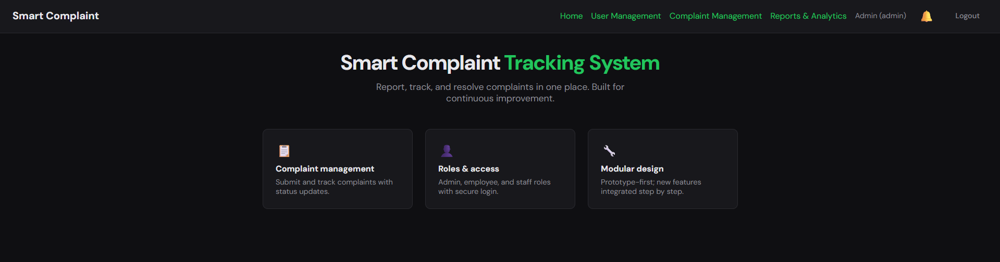 Smart Complaint
Home User Management Complaint Management Reports & Analytics Admin (admin) Logout
Smart Complaint Tracking System
Report, track, and resolve complaints in one place. Built for
continuous improvement.
Complaint management
Submit and track complaints with
status updates.
Roles & access
Admin, employee, and staff roles
with secure login.
Modular design
Prototype-first; new features
integrated step by step.